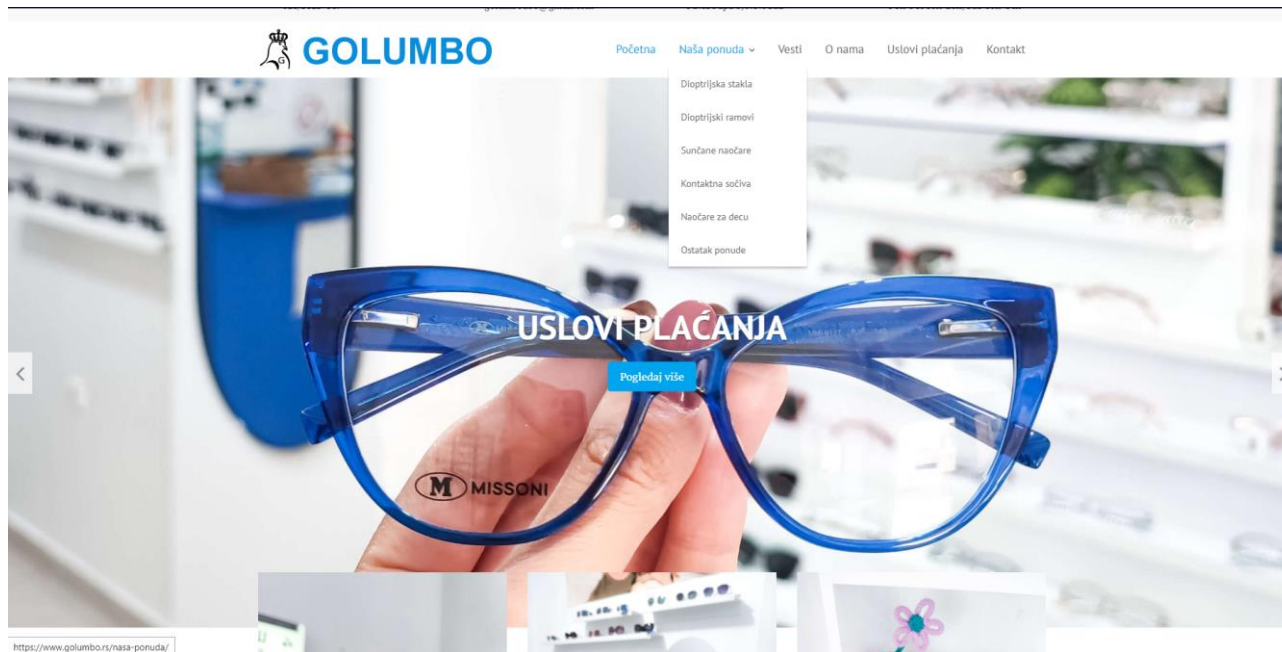 GOLUMBO
Početna Naša ponuda Vesti O nama Uslovi plaćanja Kontakt
Dioptrijska stakla
Dioptrijski ramovi
Sunčane naočare
Kontaktna sočiva
Naočare za decu
Ostatak ponude
USLOVI PLAĆANJA
Pogledaj više
M MISSONI
https://www.golumbo.rs/nasa-ponuda/